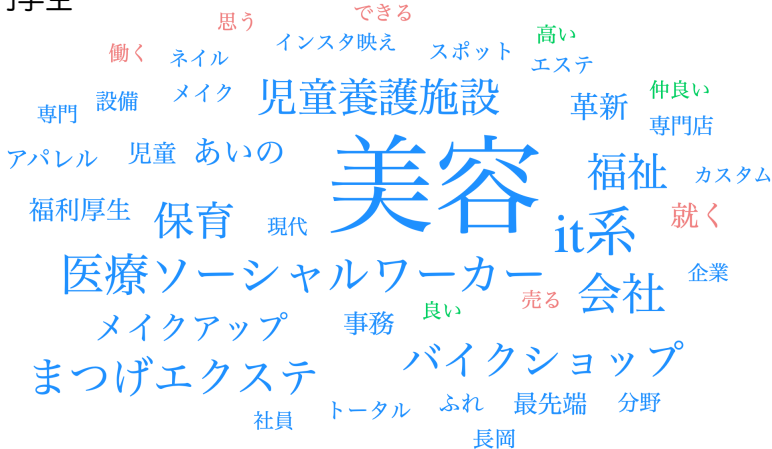 思う
できる
働く
ネイル
インスタ映え
スポット
高い
エステ
専門
設備
メイク
児童養護施設
革新
仲良い
専門店
アパレル
児童
あいの
美容
福祉
カスタム
福利厚生
保育
現代
it系
就く
医療ソーシャルワーカー
会社
企業
売る
良い
メイクアップ
事務
バイクショップ
まつげエクステ
社員
トータル
ふれ
最先端
分野
長岡